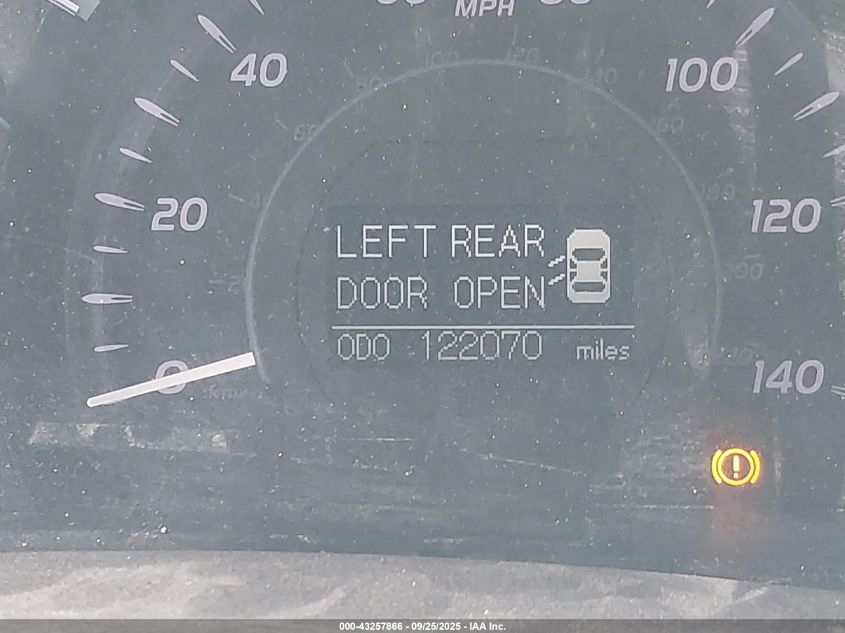 MPH
40
100
20
120
LEFT REAR
DOOR OPEN
ODO 122070 miles
0
140
km/h
000-43257866 - 09/25/2025 - IAA Inc.